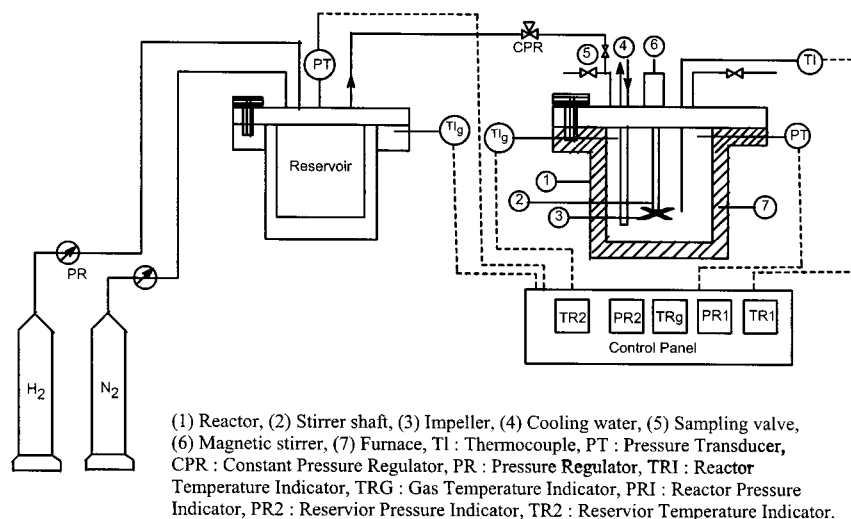 CPR
5
4
6
TI
PT
TIg
TIg
PT
Reservoir
1
2
3
7
PR
TR2
PR2
TRg
PR1
TR1
Control Panel
H2
N2
(1) Reactor, (2) Stirrer shaft, (3) Impeller, (4) Cooling water, (5) Sampling valve,
(6) Magnetic stirrer, (7) Furnace, Tl : Thermocouple, PT : Pressure Transducer,
CPR : Constant Pressure Regulator, PR : Pressure Regulator, TRI : Reactor
Temperature Indicator, TRG : Gas Temperature Indicator, PRI : Reactor Pressure
Indicator, PR2 : Reservior Pressure Indicator, TR2 : Reservior Temperature Indicator.